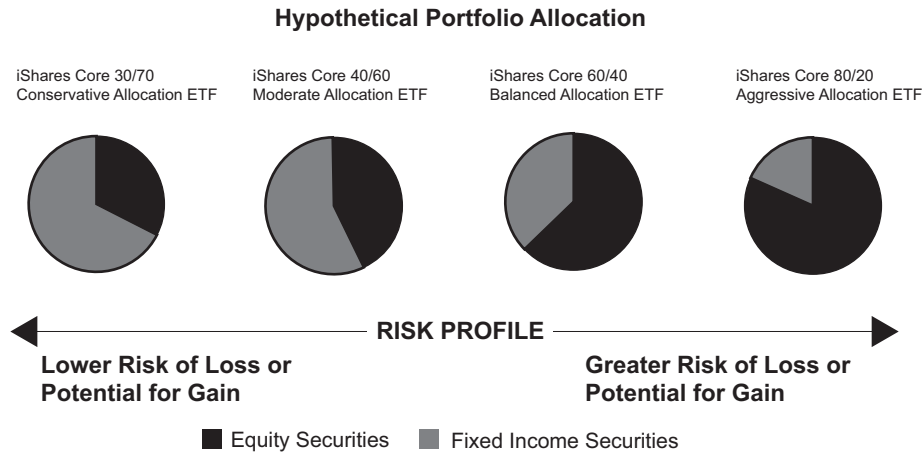 Hypothetical Portfolio Allocation
iShares Core 30/70
Conservative Allocation ETF
iShares Core 40/60
Moderate Allocation ETF
iShares Core 60/40
Balanced Allocation ETF
iShares Core 80/20
Aggressive Allocation ETF
RISK PROFILE
Lower Risk of Loss or
Potential for Gain
Greater Risk of Loss or
Potential for Gain
Equity Securities
Fixed Income Securities